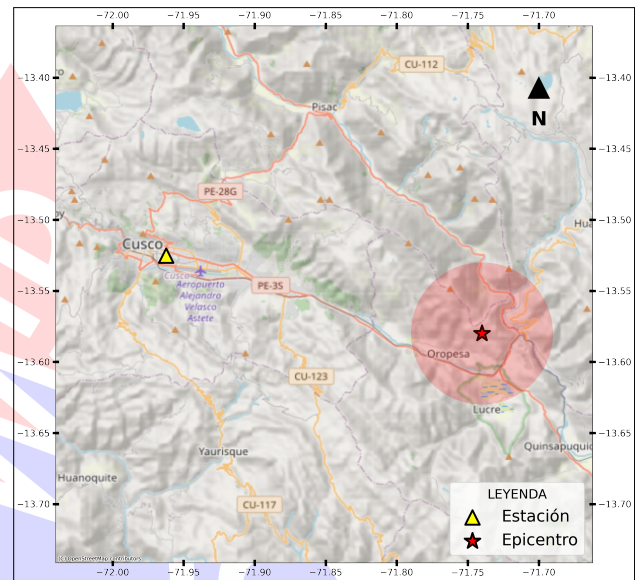 −72.00 −71.95 −71.90 −71.85 −71.80 −71.75 −71.70
−13.40
−13.45
−13.50
−13.55
−13.60
−13.65
−13.70
−13.40
−13.45
−13.50
−13.55
−13.60
−13.65
−13.70
CU-112
N
Pisac
PE-28G
Hua
Cusco
Cusco
Aeropuerto
Alejandro
Velasco
Astete
PE-3S
Oropesa
CU-123
Lucre
Yaurisque
Quinsapuquio
Huanoquite
CU-117
LEYENDA
Estación
Epicentro
(C) OpenStreetMap contributors
−72.00 −71.95 −71.90 −71.85 −71.80 −71.75 −71.70